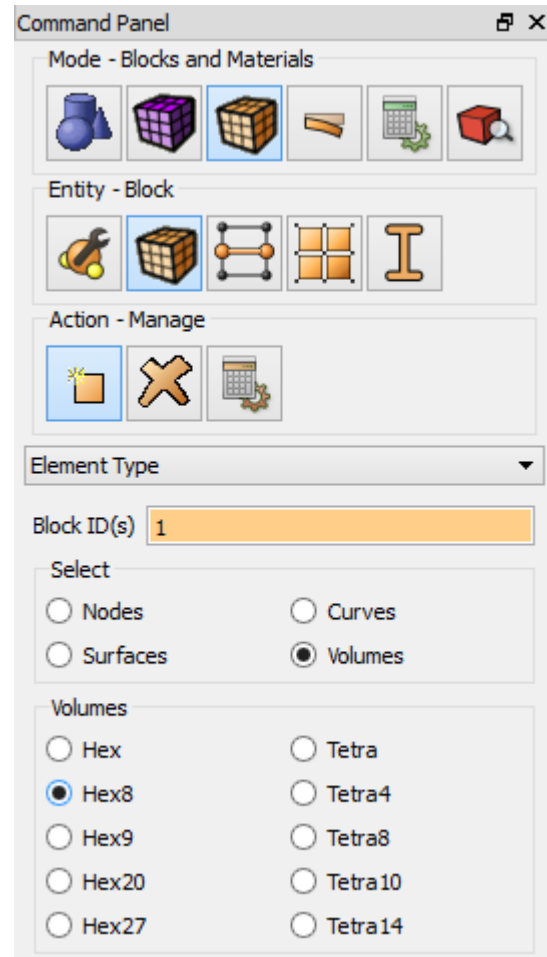 Command Panel
Mode - Blocks and Materials
Entity - Block
Action - Manage
Element Type
Block ID(s) 1
Select
Nodes Curves
Surfaces Volumes
Volumes
Hex Tetra
Hex8 Tetra4
Hex9 Tetra8
Hex20 Tetra10
Hex27 Tetra14